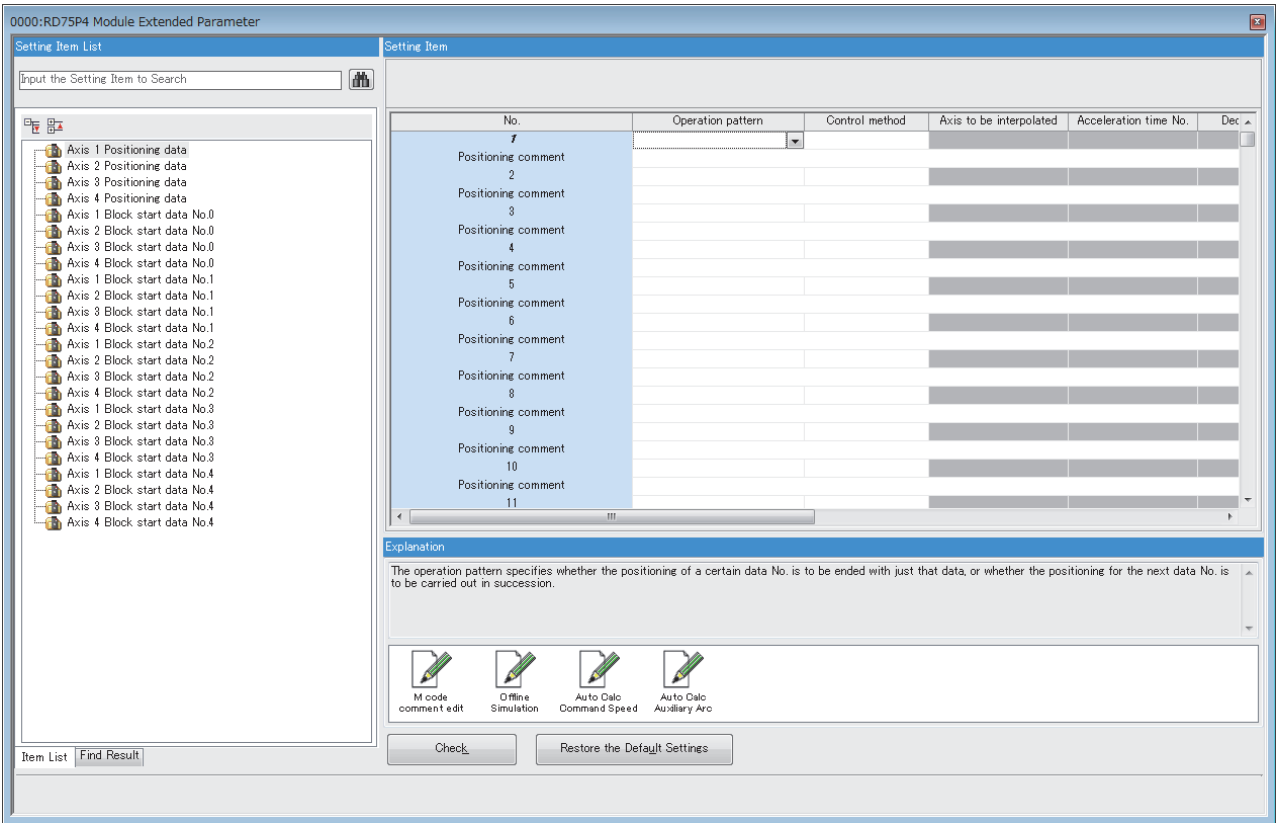 0000:RD75P4 Module Extended Parameter
Setting Item List
Input the Setting Item to Search
Axis 1 Positioning data
Axis 2 Positioning data
Axis 3 Positioning data
Axis 4 Positioning data
Axis 1 Block start data No.0
Axis 2 Block start data No.0
Axis 3 Block start data No.0
Axis 4 Block start data No.0
Axis 1 Block start data No.1
Axis 2 Block start data No.1
Axis 3 Block start data No.1
Axis 4 Block start data No.1
Axis 1 Block start data No.2
Axis 2 Block start data No.2
Axis 3 Block start data No.2
Axis 4 Block start data No.2
Axis 1 Block start data No.3
Axis 2 Block start data No.3
Axis 3 Block start data No.3
Axis 4 Block start data No.3
Axis 1 Block start data No.4
Axis 2 Block start data No.4
Axis 3 Block start data No.4
Axis 4 Block start data No.4
Item List Find Result
Setting Item
No. Operation pattern Control method Axis to be interpolated Acceleration time No. Dec
1
Positioning comment
2
Positioning comment
3
Positioning comment
4
Positioning comment
5
Positioning comment
6
Positioning comment
7
Positioning comment
8
Positioning comment
9
Positioning comment
10
Positioning comment
11
Explanation
The operation pattern specifies whether the positioning of a certain data No. is to be ended with just that data, or whether the positioning for the next data No. is
to be carried out in succession.
M code
comment edit
Offline
Simulation
Auto Calc
Command Speed
Auto Calc
Auxiliary Arc
Check Restore the Default Settings